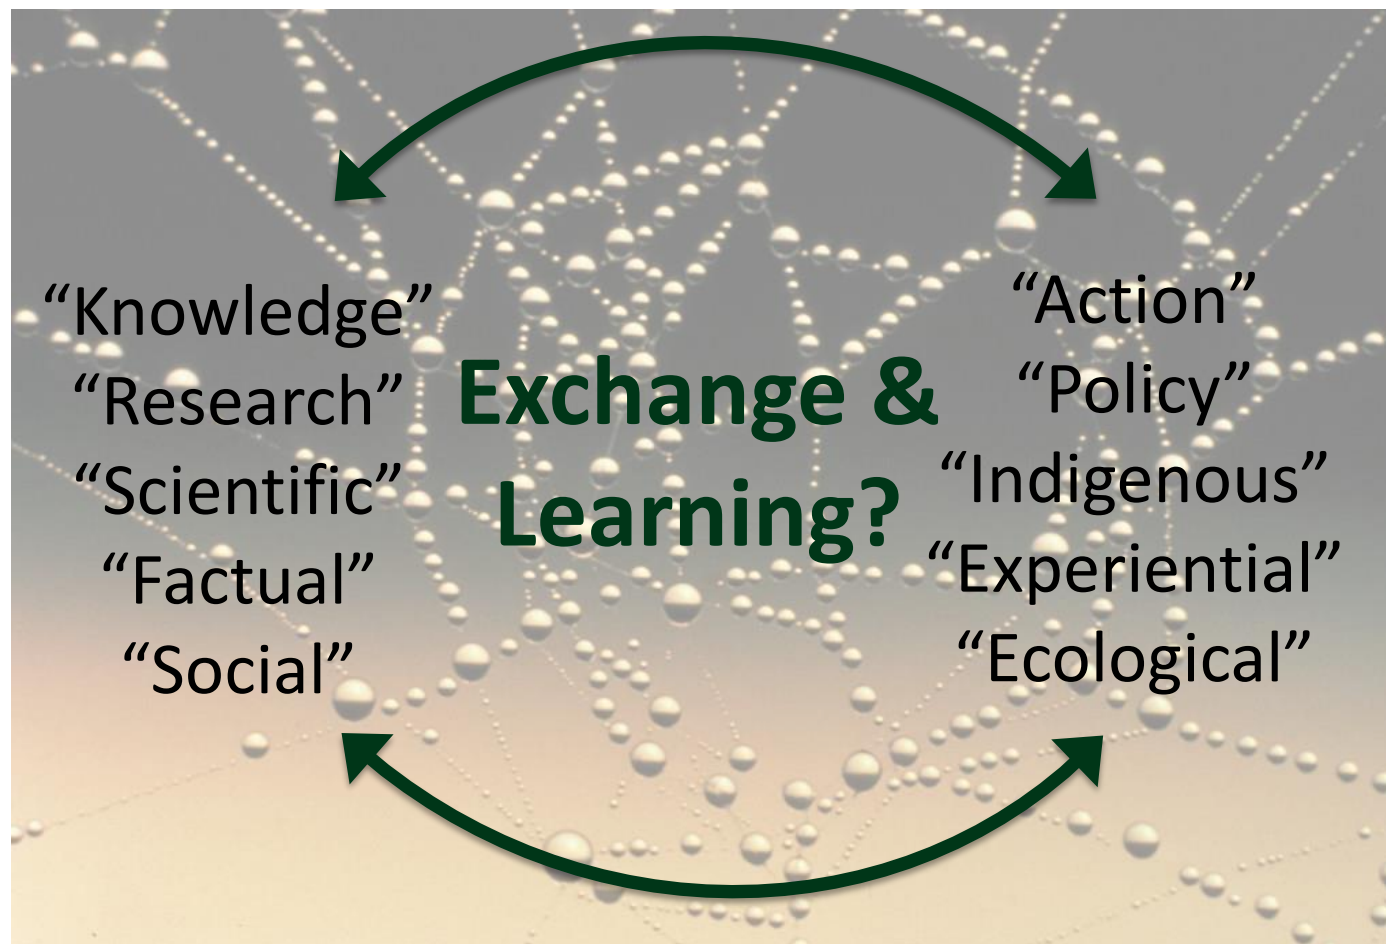 “Knowledge”
“Research”
“Scientific”
“Factual”
“Social”
Exchange &
Learning?
“Action”
“Policy”
“Indigenous”
“Experiential”
“Ecological”